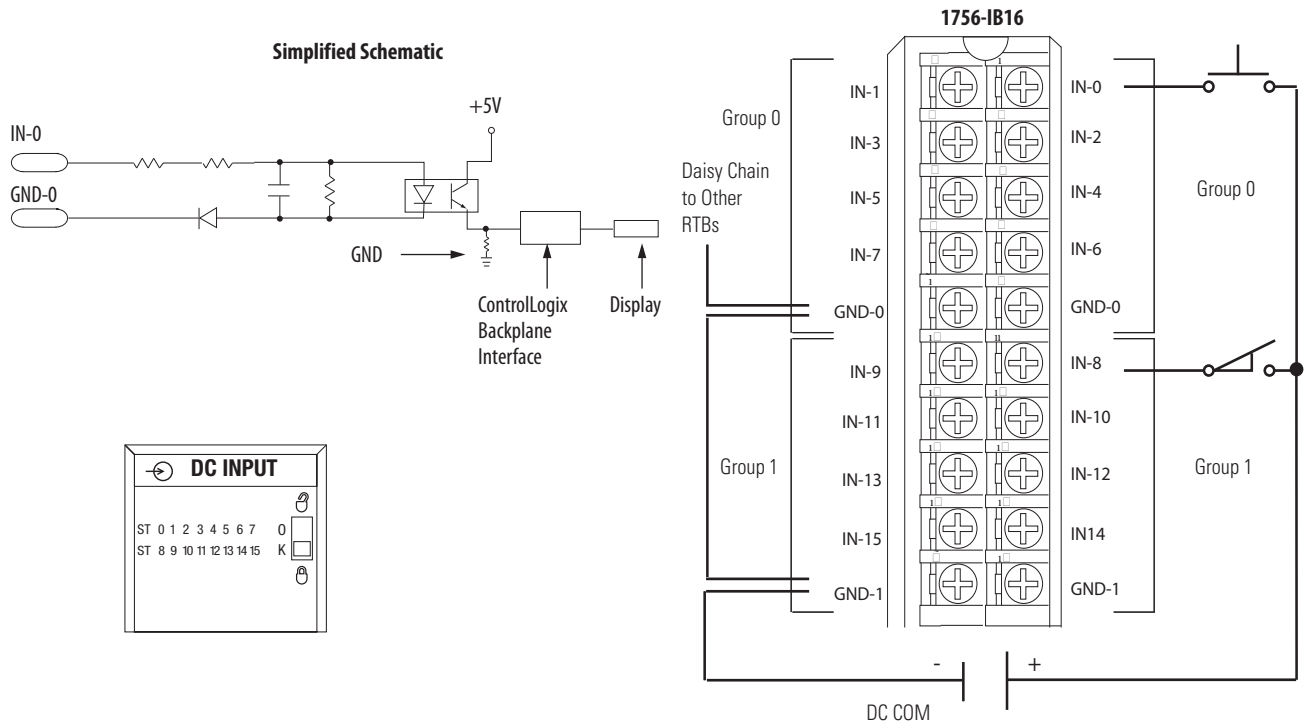 Simplified Schematic
IN-0
GND-0
+5V
GND
ControlLogix
Backplane
Interface
Display
DC INPUT
ST 0 1 2 3 4 5 6 7 O
ST 8 9 10 11 12 13 14 15 K
1756-IB16
Group 0
Daisy Chain
to Other
RTBs
Group 1
IN-1
IN-3
IN-5
IN-7
GND-0
IN-9
IN-11
IN-13
IN-15
GND-1
IN-0
IN-2
IN-4
IN-6
GND-0
IN-8
IN-10
IN-12
IN14
GND-1
Group 0
Group 1
- +
DC COM